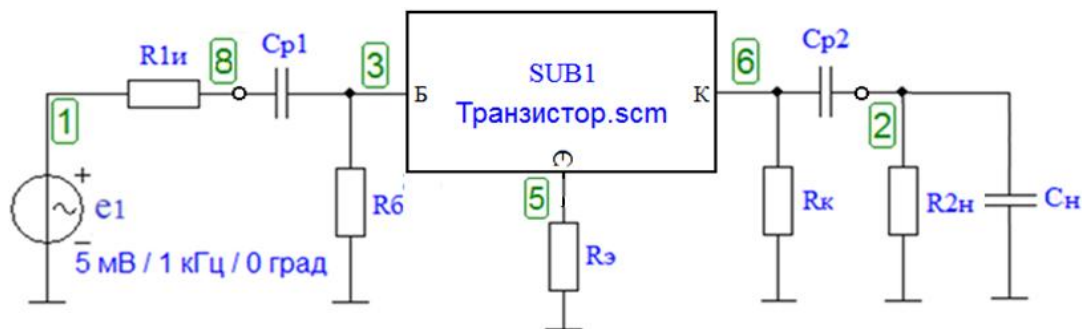 R1и
8
Cp1
3
SUB1
Транзистор.scm
Б
К
Э
6
Cp2
2
1
e1
5 мВ / 1 кГц / 0 град
Rб
5
Rэ
Rк
R2н
Cн